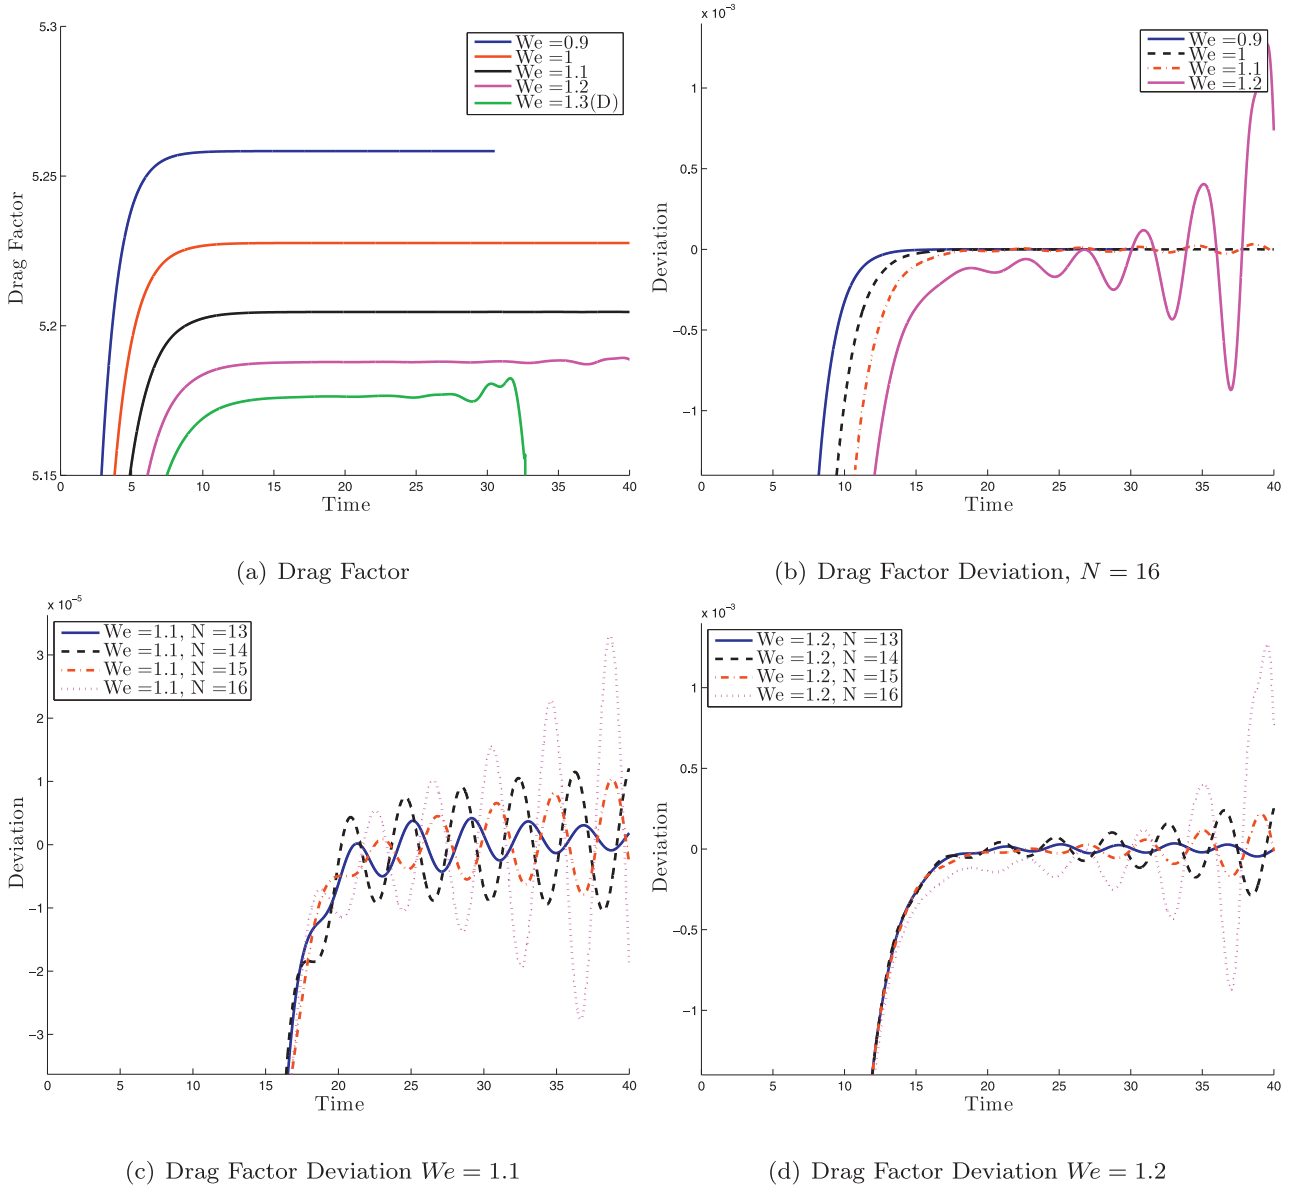 5.3
5.25
5.2
5.15
Drag Factor
We =0.9
We =1
We =1.1
We =1.2
We =1.3(D)
0 5 10 15 20 25 30 35 40
Time
(a) Drag Factor
x 10⁻³
1
0.5
0
−0.5
−1
Deviation
We =0.9
We =1
We =1.1
We =1.2
0 5 10 15 20 25 30 35 40
Time
(b) Drag Factor Deviation, N = 16
x 10⁻⁵
3
2
1
0
−1
−2
−3
Deviation
We =1.1, N =13
We =1.1, N =14
We =1.1, N =15
We =1.1, N =16
0 5 10 15 20 25 30 35 40
Time
(c) Drag Factor Deviation We = 1.1
x 10⁻³
1
0.5
0
−0.5
−1
Deviation
We =1.2, N =13
We =1.2, N =14
We =1.2, N =15
We =1.2, N =16
0 5 10 15 20 25 30 35 40
Time
(d) Drag Factor Deviation We = 1.2